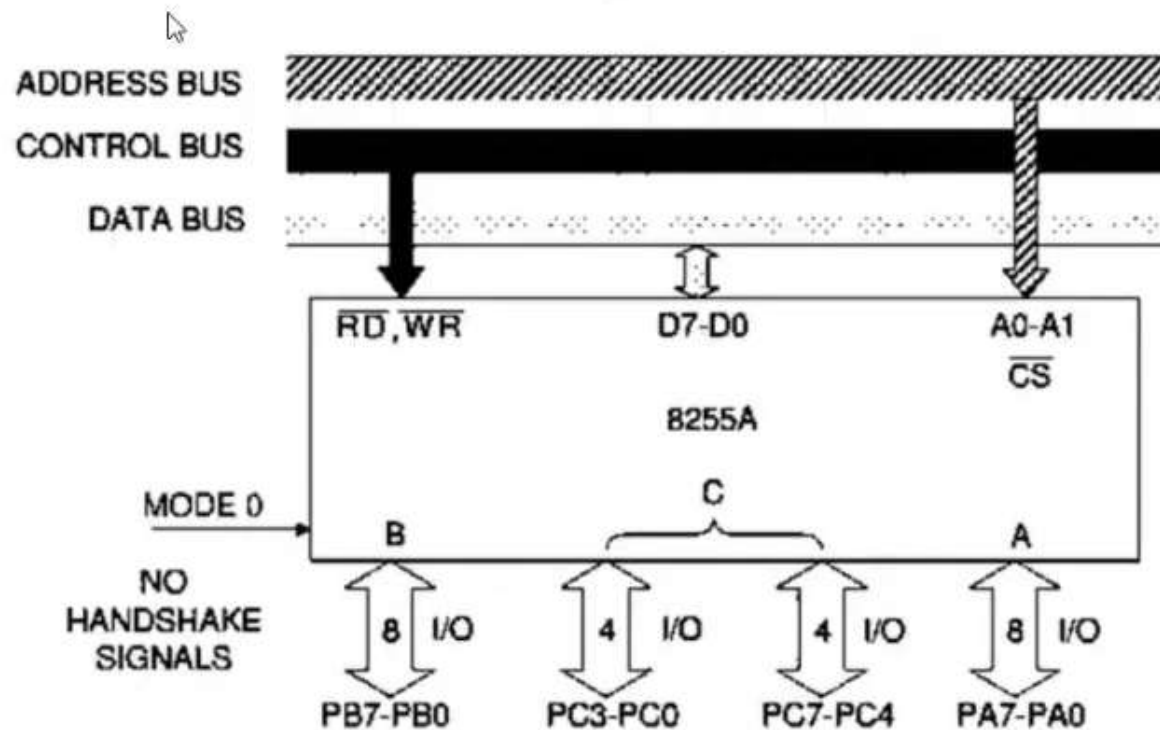 ADDRESS BUS
CONTROL BUS
DATA BUS
RD, WR D7-D0 A0-A1
CS
8255A
C
MODE 0
B A
NO
HANDSHAKE
SIGNALS
8 I/O 4 I/O 4 I/O 8 I/O
PB7-PB0 PC3-PC0 PC7-PC4 PA7-PA0